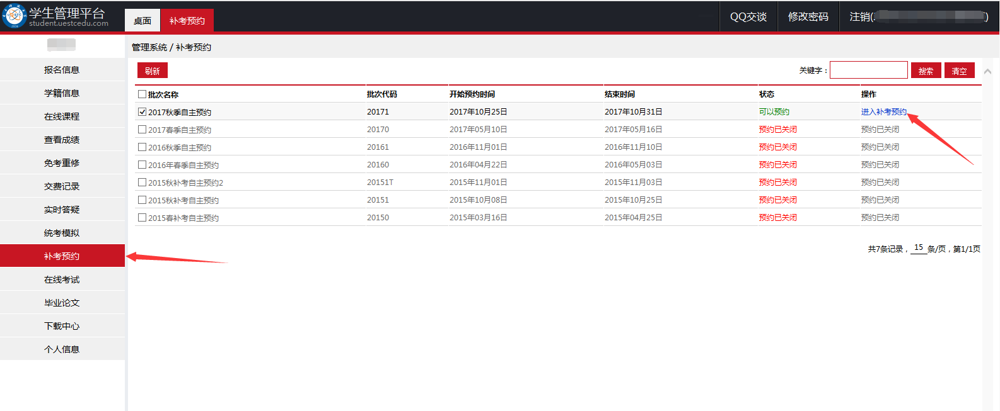 学生管理平台
student.uestcedu.com
桌面
补考预约
QQ交谈
修改密码
注销(
)
管理系统 / 补考预约
报名信息
学籍信息
在线课程
查看成绩
免考重修
交费记录
实时答疑
统考模拟
补考预约
在线考试
毕业论文
下载中心
个人信息
刷新
关键字：
搜索
清空
批次名称 批次代码 开始预约时间 结束时间 状态 操作
2017秋季自主预约 20171 2017年10月25日 2017年10月31日 可以预约 进入补考预约
2017春季自主预约 20170 2017年05月10日 2017年05月16日 预约已关闭 预约已关闭
2016秋季自主预约 20161 2016年11月01日 2016年11月10日 预约已关闭 预约已关闭
2016年春季自主预约 20160 2016年04月22日 2016年05月03日 预约已关闭 预约已关闭
2015秋补考自主预约2 20151T 2015年11月01日 2015年11月03日 预约已关闭 预约已关闭
2015秋补考自主预约 20151 2015年10月08日 2015年10月25日 预约已关闭 预约已关闭
2015春补考自主预约 20150 2015年03月16日 2015年04月25日 预约已关闭 预约已关闭
共7条记录，15条/页，第1/1页